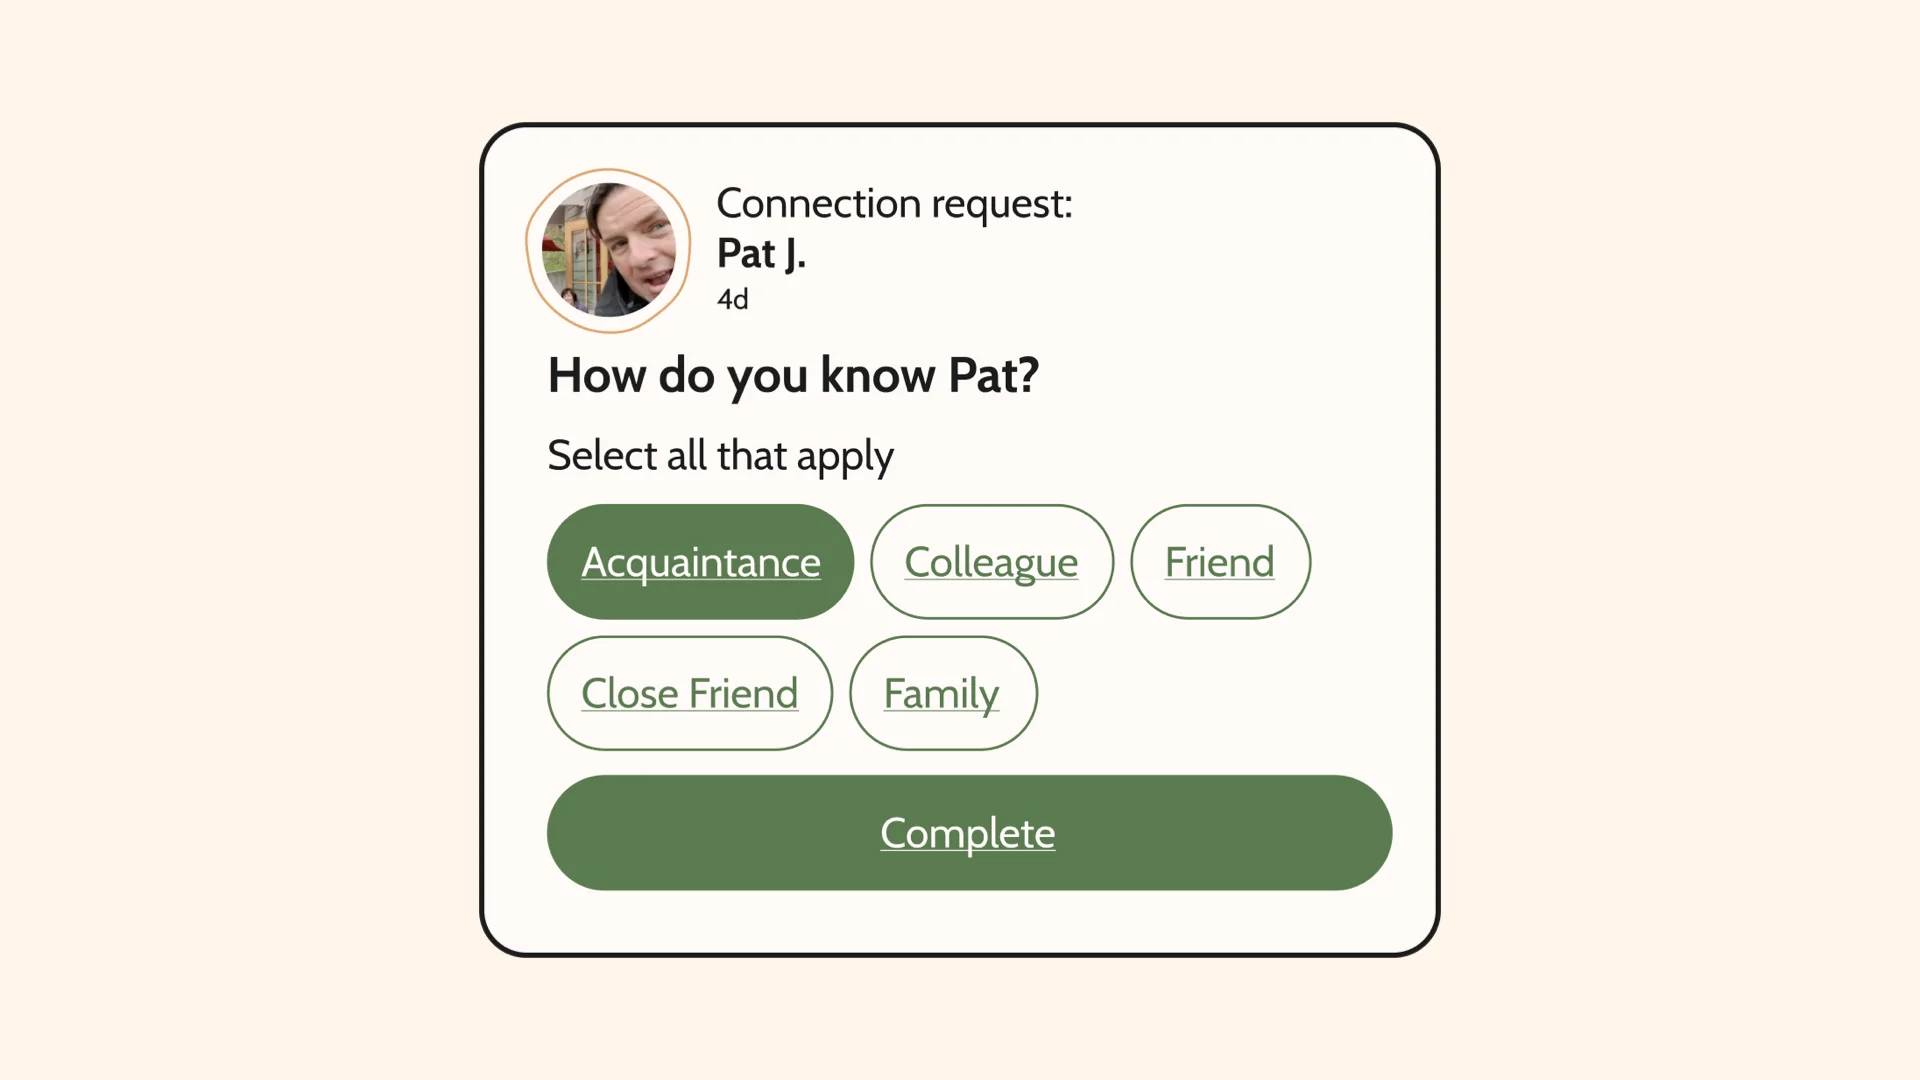 Connection request:
Pat J.
4d
How do you know Pat?
Select all that apply
Acquaintance
Colleague
Friend
Close Friend
Family
Complete